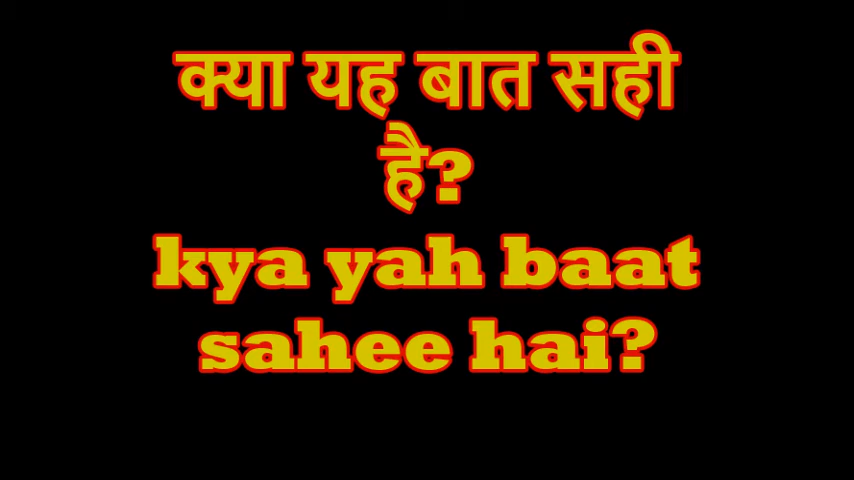 क्या यह बात सही
है?
kya yah baat
sahee hai?